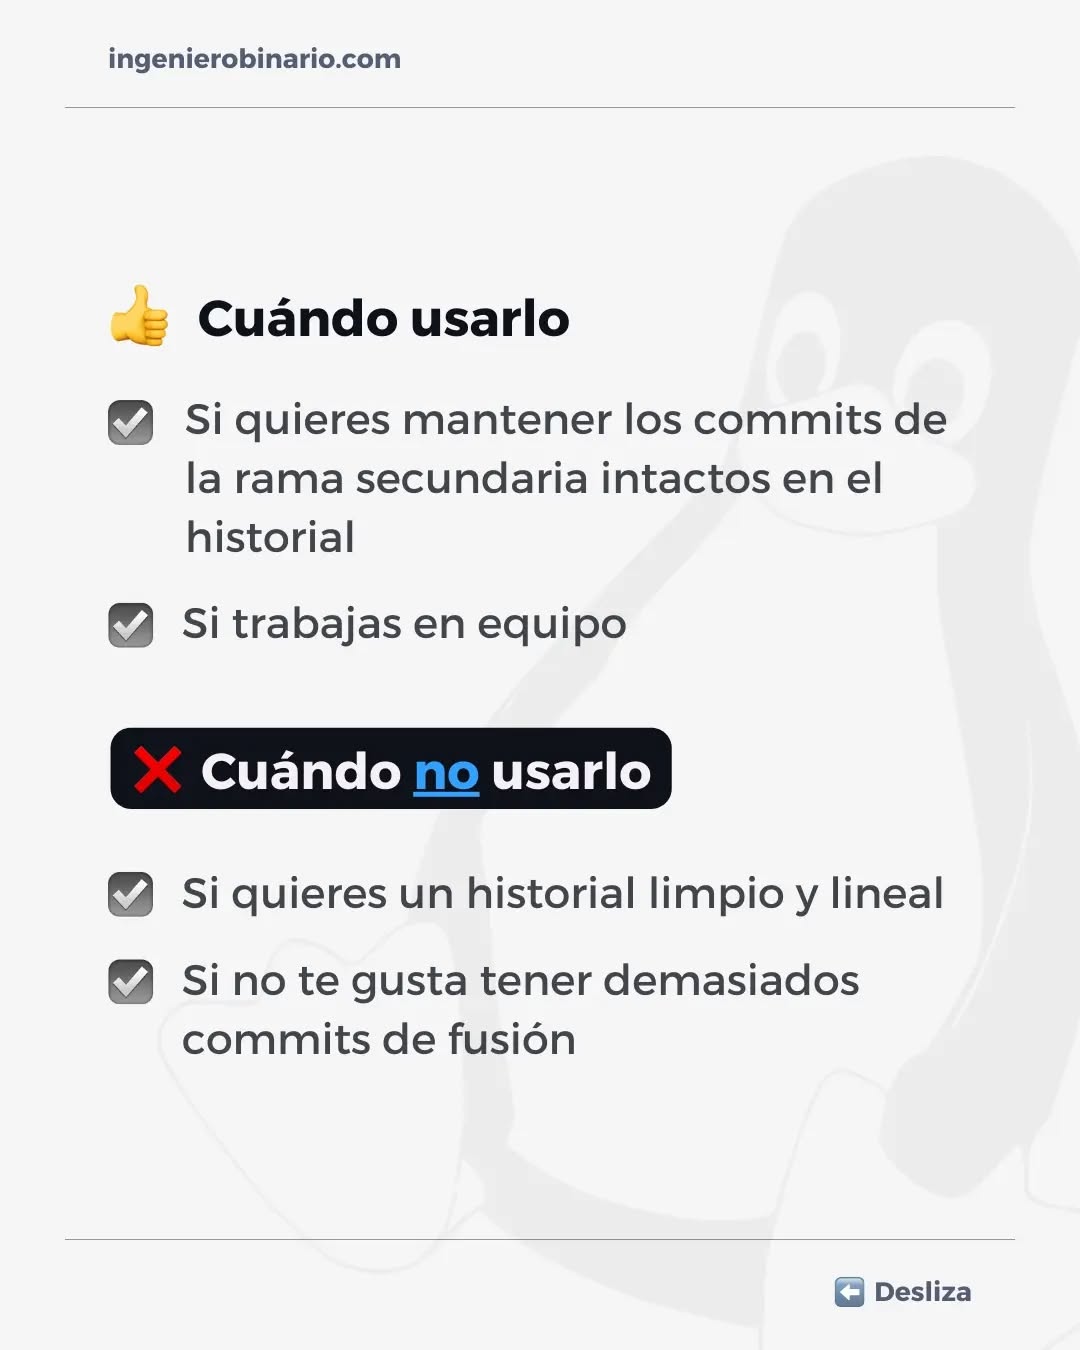 ingenierobinario.com
Cuándo usarlo
Si quieres mantener los commits de
la rama secundaria intactos en el
historial
Si trabajas en equipo
Cuándo no usarlo
Si quieres un historial limpio y lineal
Si no te gusta tener demasiados
commits de fusión
Desliza